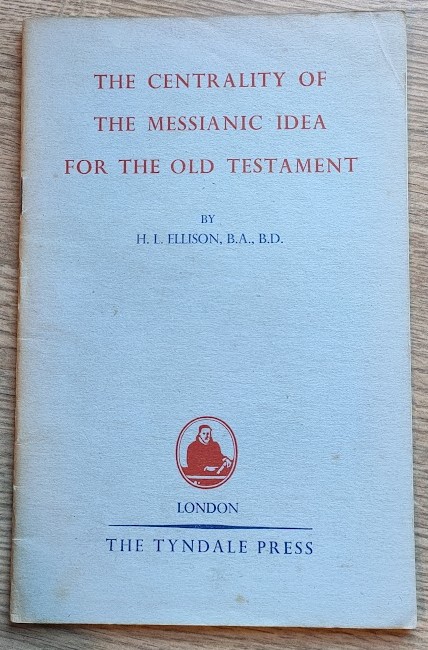 THE CENTRALITY OF
THE MESSIANIC IDEA
FOR THE OLD TESTAMENT
BY
H. L. ELLISON, B.A., B.D.
LONDON
THE TYNDALE PRESS